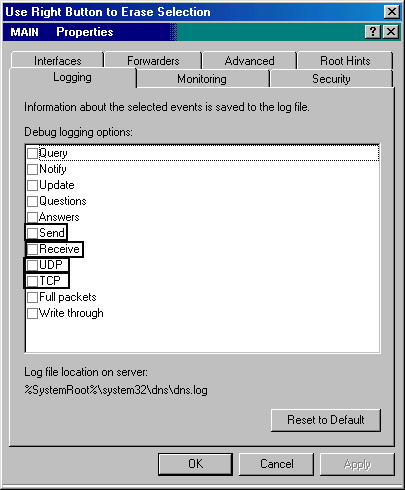 Use Right Button to Erase Selection
MAIN Properties
Interfaces Forwarders Advanced Root Hints
Logging Monitoring Security
Information about the selected events is saved to the log file.
Debug logging options:
Query
Notify
Update
Questions
Answers
Send
Receive
UDP
TCP
Full packets
Write through
Log file location on server:
%SystemRoot%\system32\dns\dns.log
Reset to Default
OK Cancel Apply